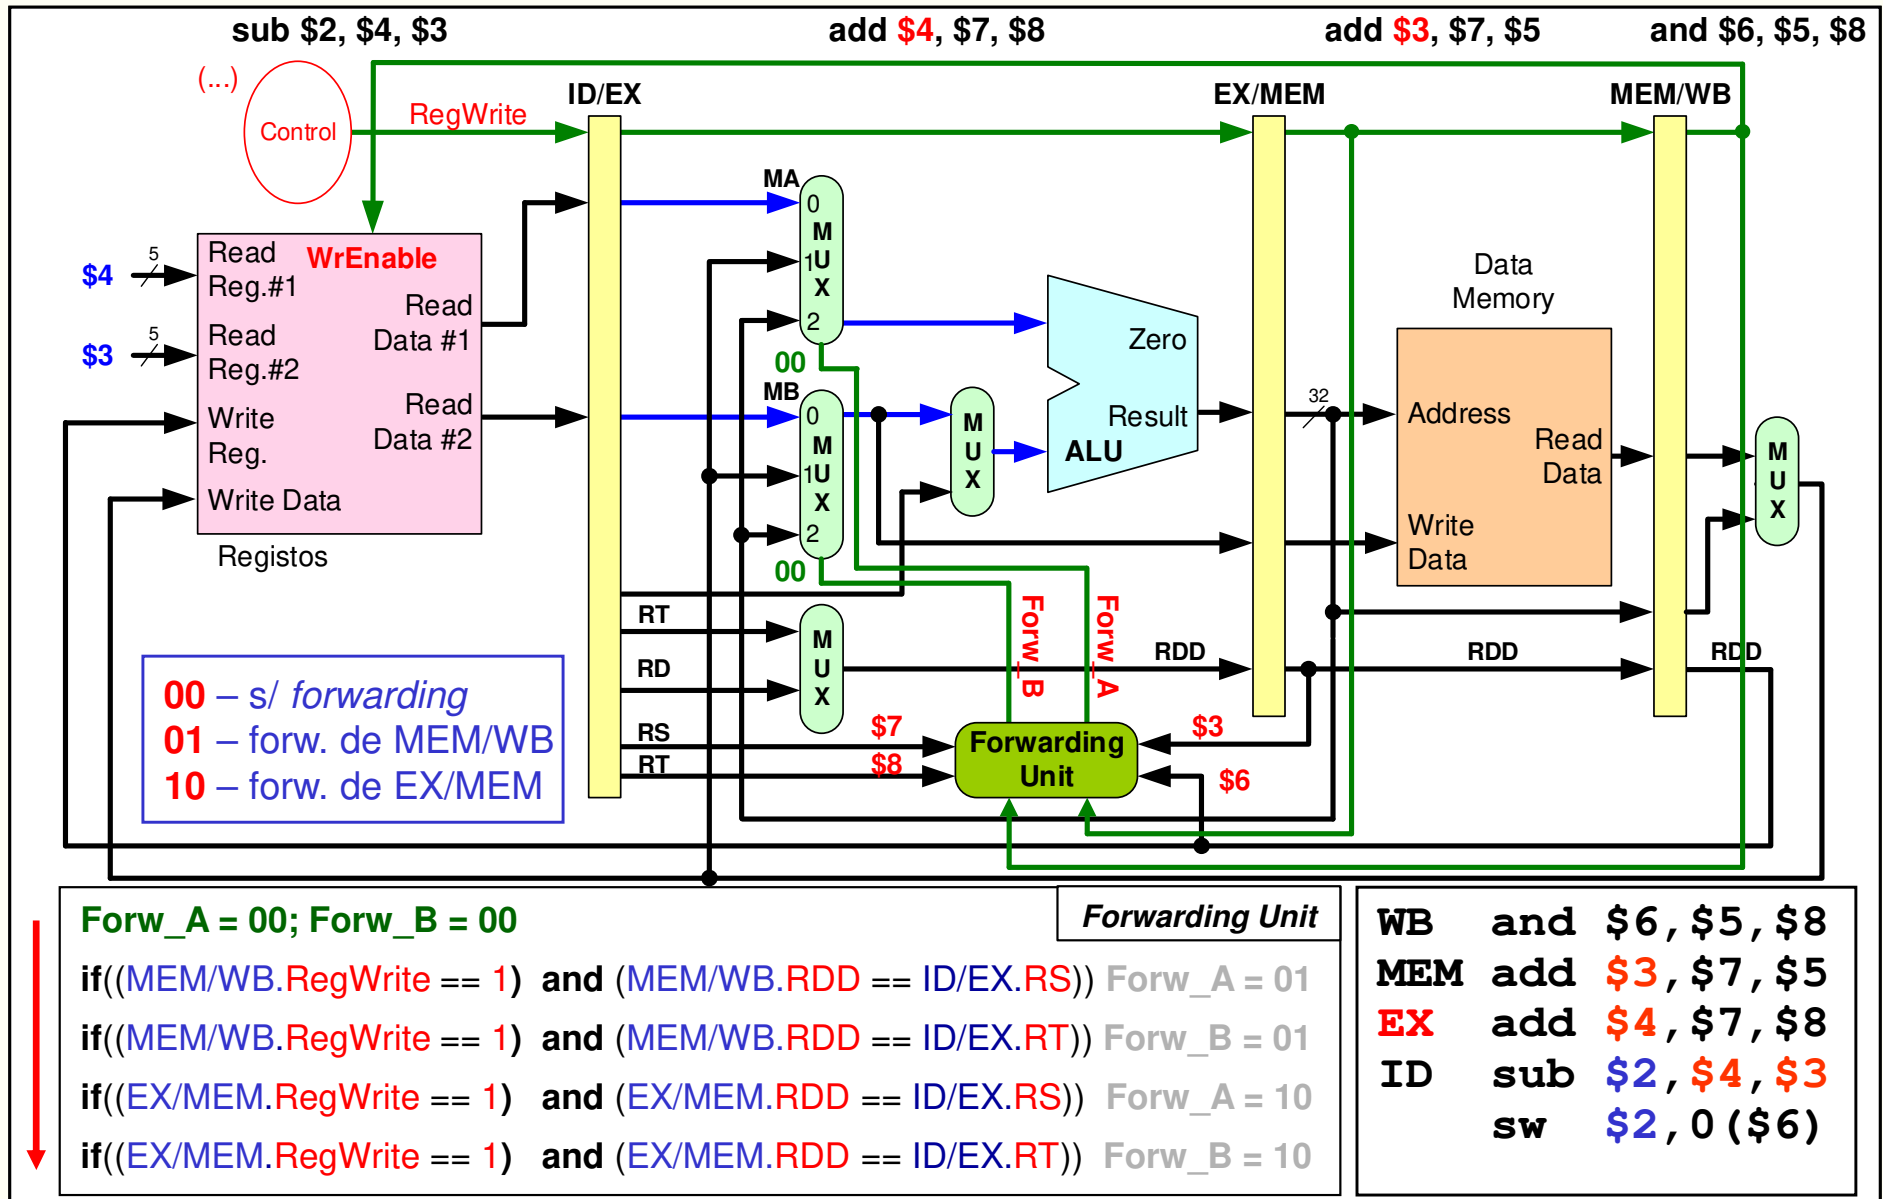 sub $2, $4, $3
add $4, $7, $8
add $3, $7, $5
and $6, $5, $8
(...)
Control
RegWrite
ID/EX
EX/MEM
MEM/WB
$4
5
Read
Reg.#1
WrEnable
$3
5
Read
Reg.#2
Read
Data #1
Write
Reg.
Read
Data #2
Write Data
Registos
MA
0
M
1U
X
2
00
MB
0
M
1U
X
2
00
M
U
X
Zero
Result
ALU
32
Data
Memory
Address
Read
Data
Write
Data
M
U
X
RT
RD
M
U
X
RDD
RDD
RDD
Forw_B
Forw_A
RS
$7
RT
$8
Forwarding
Unit
$3
$6
00 – s/ forwarding
01 – forw. de MEM/WB
10 – forw. de EX/MEM
Forwarding Unit
Forw_A = 00; Forw_B = 00
if((MEM/WB.RegWrite == 1) and (MEM/WB.RDD == ID/EX.RS)) Forw_A = 01
if((MEM/WB.RegWrite == 1) and (MEM/WB.RDD == ID/EX.RT)) Forw_B = 01
if((EX/MEM.RegWrite == 1) and (EX/MEM.RDD == ID/EX.RS)) Forw_A = 10
if((EX/MEM.RegWrite == 1) and (EX/MEM.RDD == ID/EX.RT)) Forw_B = 10
WB and $6,$5,$8
MEM add $3,$7,$5
EX add $4,$7,$8
ID sub $2,$4,$3
sw $2,0($6)